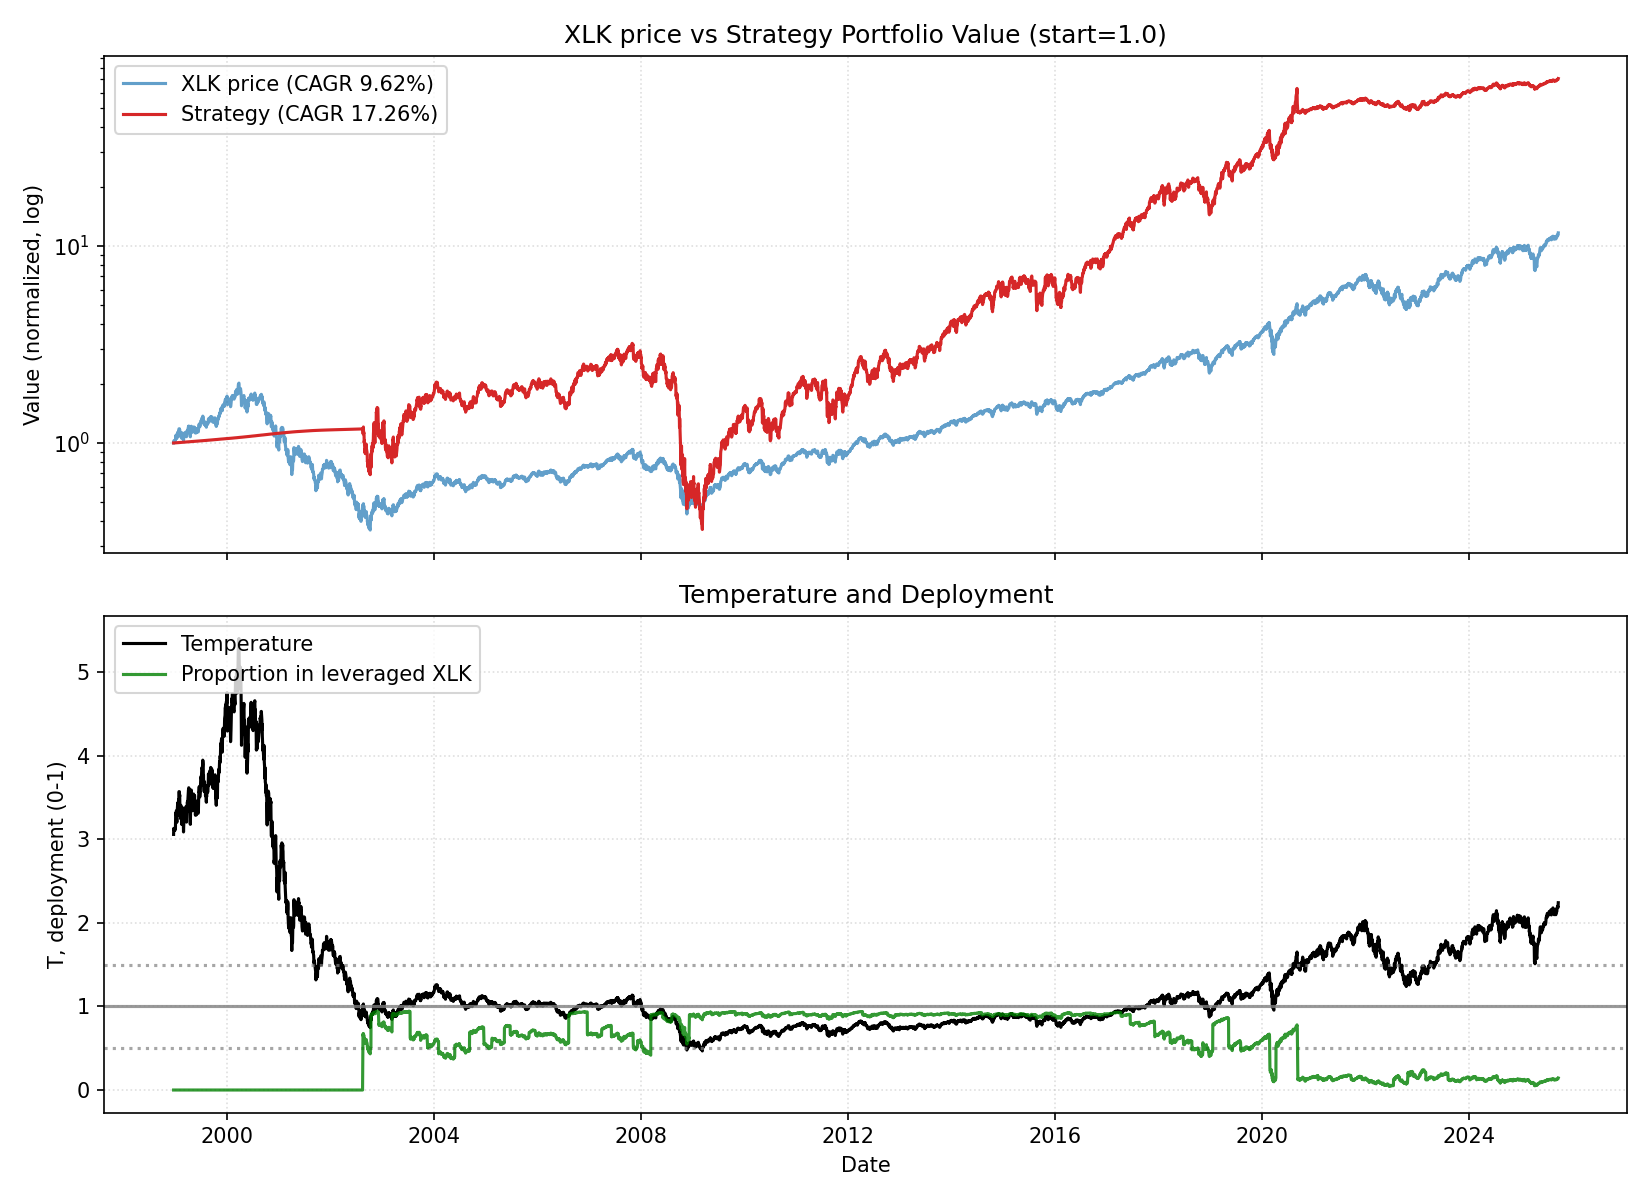 XLK price vs Strategy Portfolio Value (start=1.0)
XLK price (CAGR 9.62%)
Strategy (CAGR 17.26%)
Value (normalized, log)
10¹
10⁰
Temperature and Deployment
Temperature
Proportion in leveraged XLK
T, deployment (0-1)
5
4
3
2
1
0
2000 2004 2008 2012 2016 2020 2024
Date